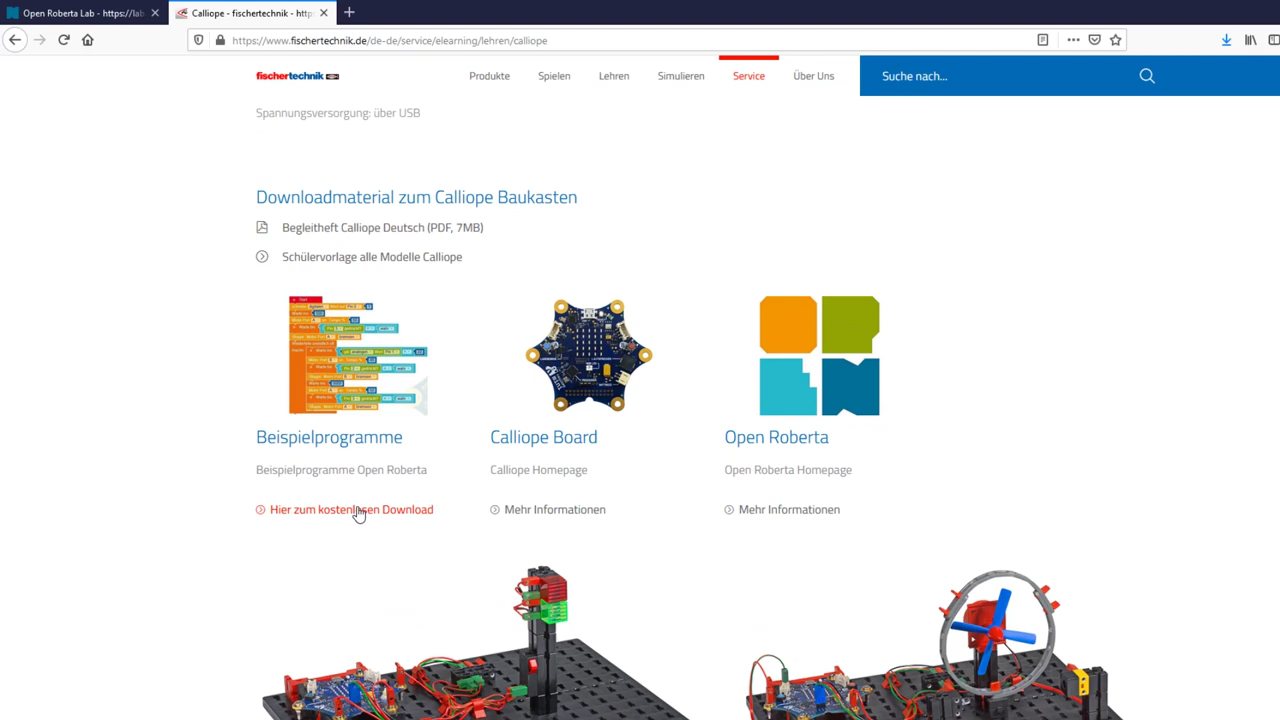 Open Roberta Lab - https://lab
Calliope - fischertechnik - http
https://www.fischertechnik.de/de-de/service/elearning/lehren/calliope
fischertechnik
Produkte
Spielen
Lehren
Simulieren
Service
Über Uns
Suche nach...
Spannungsversorgung: über USB
Downloadmaterial zum Calliope Baukasten
Begleitheft Calliope Deutsch (PDF, 7MB)
Schülervorlage alle Modelle Calliope
Beispielprogramme
Calliope Board
Open Roberta
Beispielprogramme Open Roberta
Calliope Homepage
Open Roberta Homepage
Hier zum kostenlosen Download
Mehr Informationen
Mehr Informationen